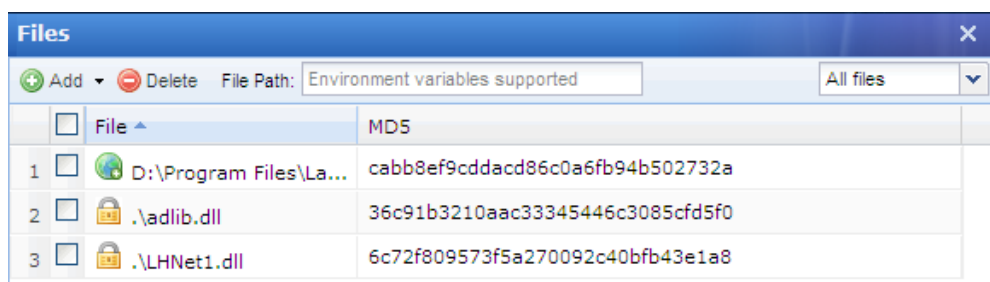 Files
Add Delete File Path: Environment variables supported All files
File MD5
1 D:\Program Files\La... cabb8ef9cddacd86c0a6fb94b502732a
2 .\adlib.dll 36c91b3210aac33345446c3085cfd5f0
3 .\LHNet1.dll 6c72f809573f5a270092c40bfb43e1a8